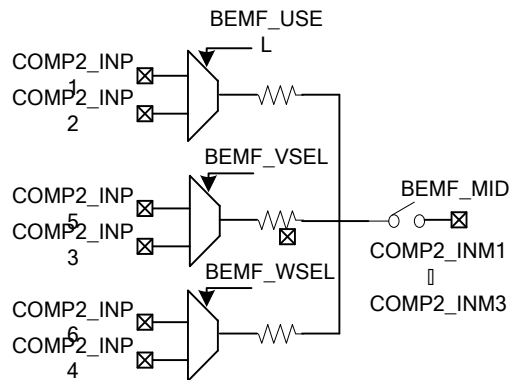 BEMF_USE
L
COMP2_INP
1
COMP2_INP
2
BEMF_VSEL
COMP2_INP
5
COMP2_INP
3
BEMF_MID
COMP2_INM1
▯
COMP2_INM3
BEMF_WSEL
COMP2_INP
6
COMP2_INP
4